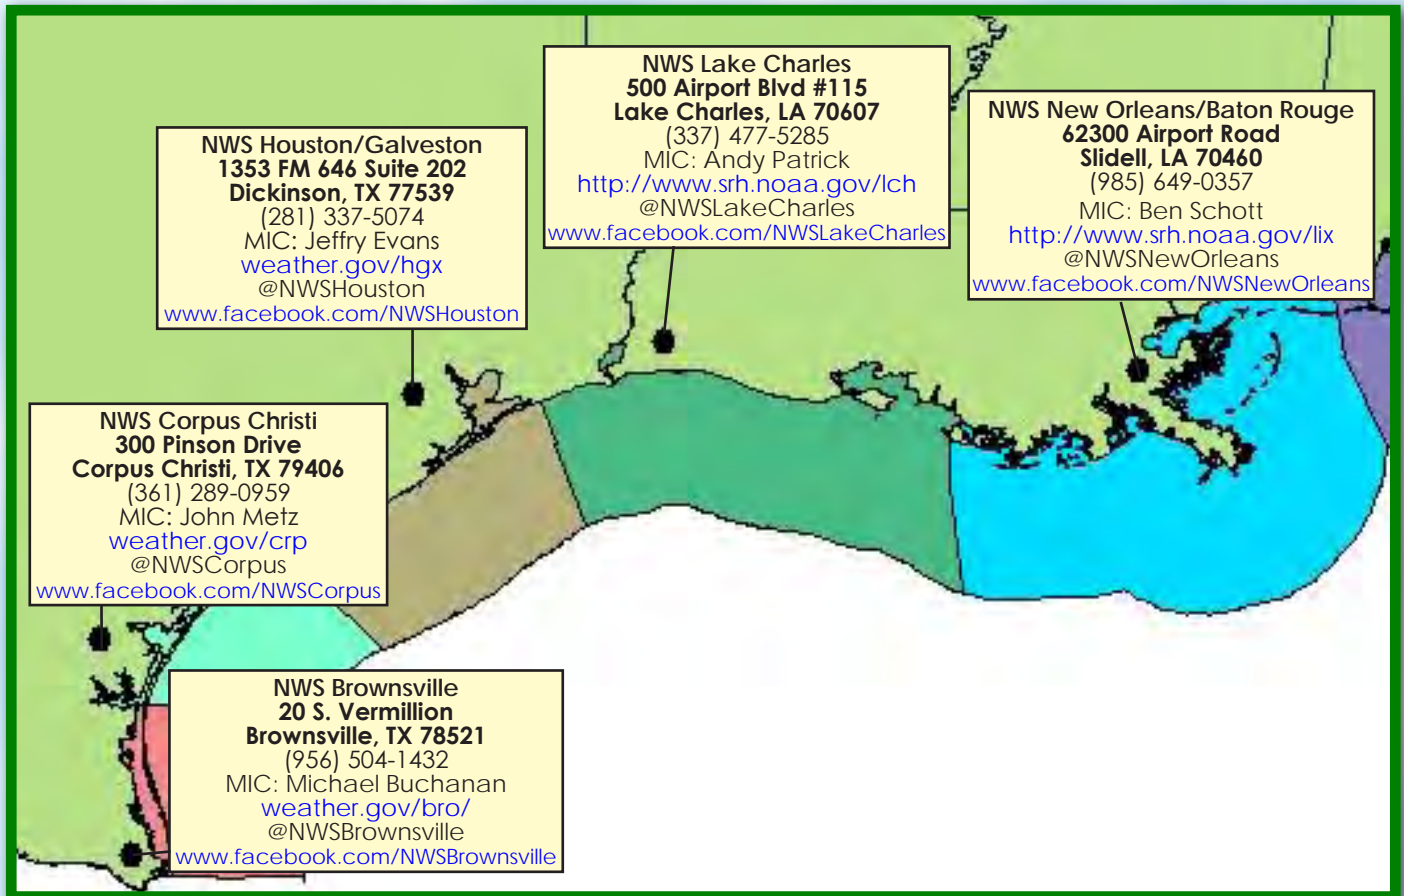 NWS Lake Charles
500 Airport Blvd #115
Lake Charles, LA 70607
(337) 477-5285
MIC: Andy Patrick
http://www.srh.noaa.gov/lch
@NWSLakeCharles
www.facebook.com/NWSLakeCharles
NWS New Orleans/Baton Rouge
62300 Airport Road
Slidell, LA 70460
(985) 649-0357
MIC: Ben Schott
http://www.srh.noaa.gov/lix
@NWSNewOrleans
www.facebook.com/NWSNewOrleans
NWS Houston/Galveston
1353 FM 646 Suite 202
Dickinson, TX 77539
(281) 337-5074
MIC: Jeffry Evans
weather.gov/hgx
@NWSHouston
www.facebook.com/NWSHouston
NWS Corpus Christi
300 Pinson Drive
Corpus Christi, TX 79406
(361) 289-0959
MIC: John Metz
weather.gov/crp
@NWSCorpus
www.facebook.com/NWSCorpus
NWS Brownsville
20 S. Vermillion
Brownsville, TX 78521
(956) 504-1432
MIC: Michael Buchanan
weather.gov/bro/
@NWSBrownsville
www.facebook.com/NWSBrownsville